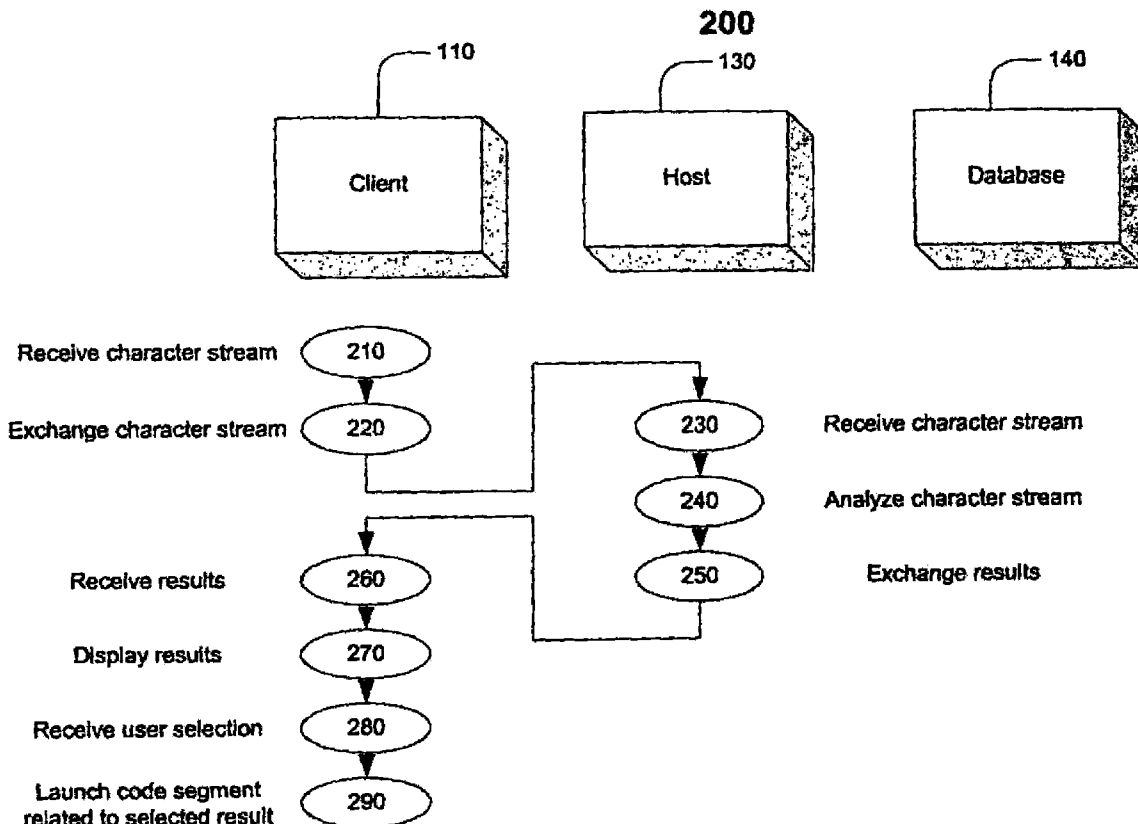 200
110
130
140
Client
Host
Database
Receive character stream
210
Exchange character stream
220
230
Receive character stream
240
Analyze character stream
Receive results
260
250
Exchange results
Display results
270
Receive user selection
280
Launch code segment
related to selected result
290